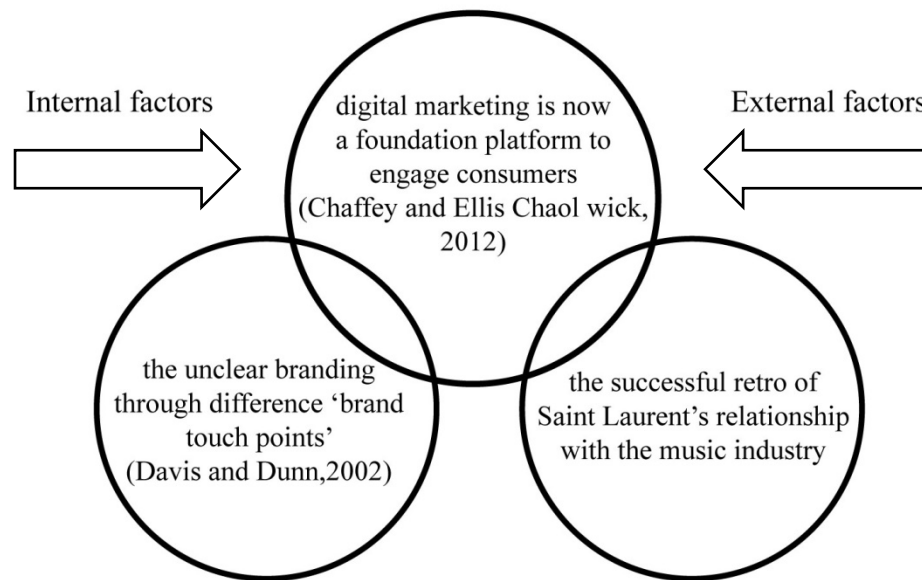 Internal factors
External factors
digital marketing is now
a foundation platform to
engage consumers
(Chaffey and Ellis Chaol wick,
2012)
the unclear branding
through difference ‘brand
touch points’
(Davis and Dunn,2002)
the successful retro of
Saint Laurent’s relationship
with the music industry